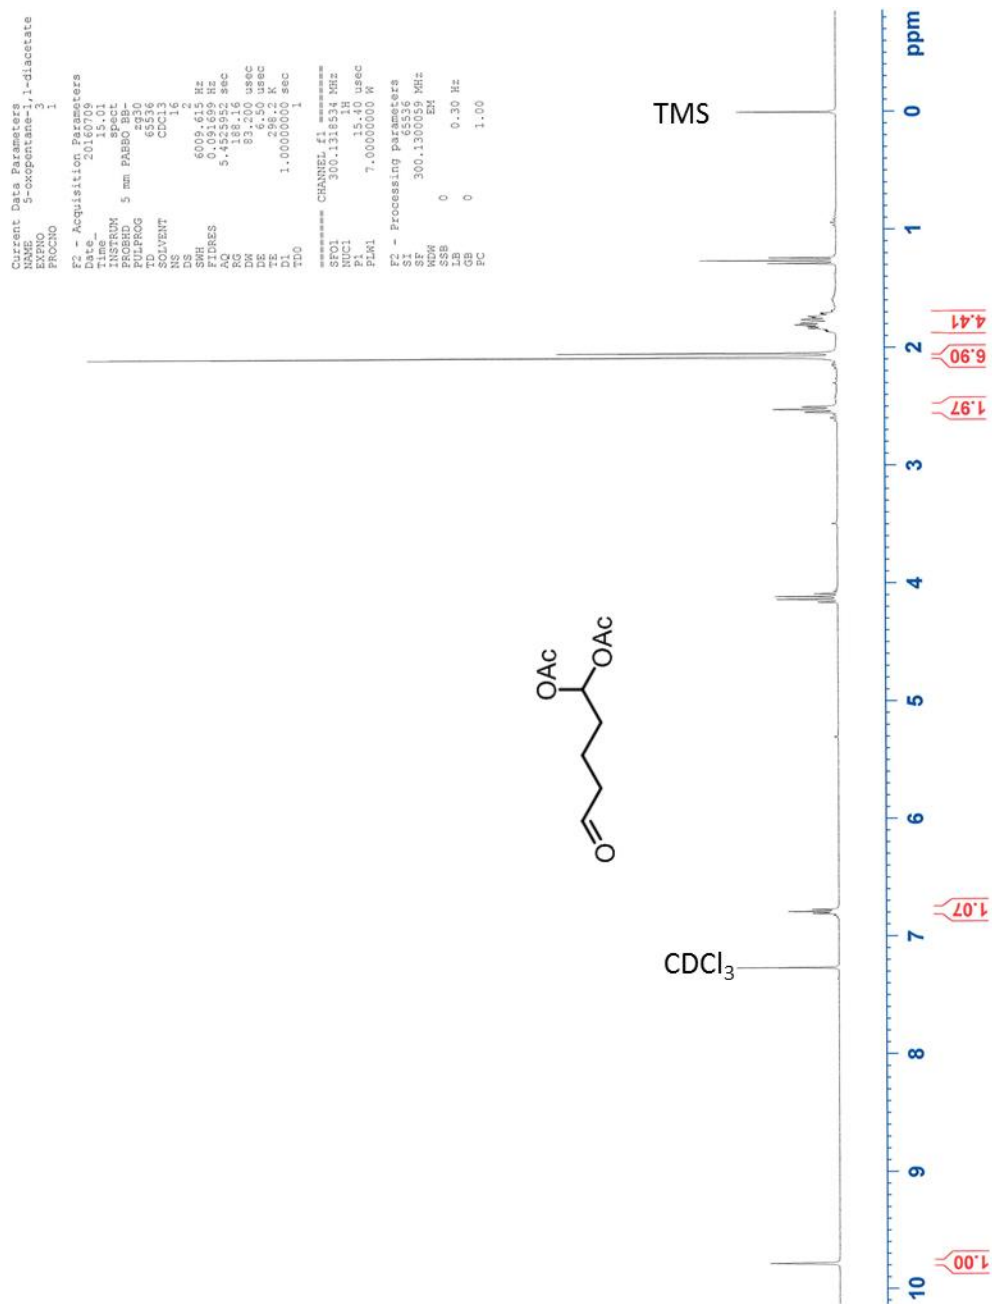 Current Data Parameters
NAME 5-oxopentane-1,1-diacetate
EXPNO 3
PROCNO 1
F2 - Acquisition Parameters
Date_ 20160709
Time 15.01
INSTRUM spect
PROBHD 5 mm PABBO BB-
PULPROG zg30
TD 65536
SOLVENT CDCl3
NS 16
DS 2
SWH 6009.615 Hz
FIDRES 0.091699 Hz
AQ 5.4525952 sec
RG 188.16
DW 83.200 usec
DE 6.50 usec
TE 298.2 K
D1 1.00000000 sec
TD0 1
======== CHANNEL f1 ========
SFO1 300.1318534 MHz
NUC1 1H
P1 15.40 usec
PLW1 7.00000000 W
F2 - Processing parameters
SI 65536
SF 300.1300059 MHz
WDW EM
SSB 0
LB 0.30 Hz
GB 0
PC 1.00
TMS
CDCl3
OAc
OAc
O
10 9 8 7 6 5 4 3 2 1 0 ppm
1.00
1.07
1.97
6.90
4.41